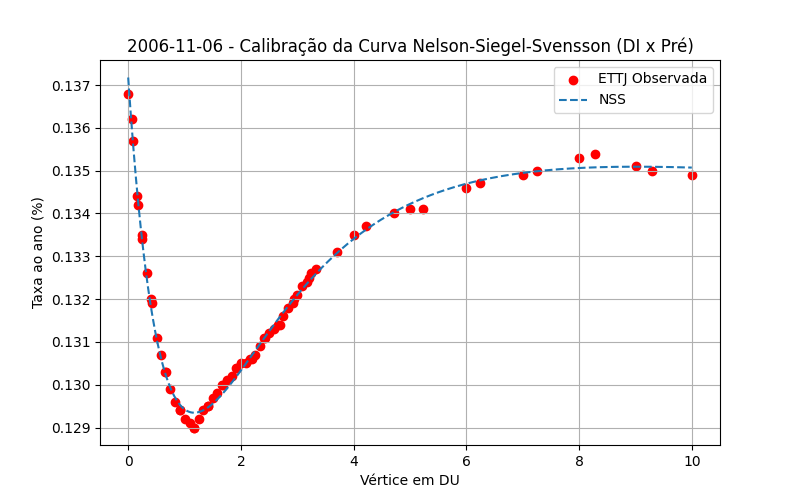 2006-11-06 - Calibração da Curva Nelson-Siegel-Svensson (DI x Pré)
ETTJ Observada
NSS
Taxa ao ano (%)
0.137
0.136
0.135
0.134
0.133
0.132
0.131
0.130
0.129
0 2 4 6 8 10
Vértice em DU